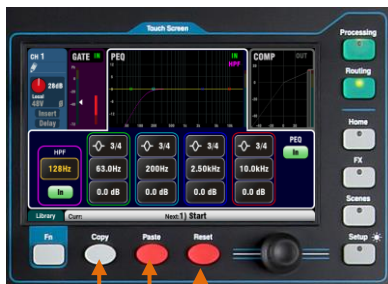 Touch Screen
Processing
Routing
Home
FX
Scenes
Setup
CH 1
GATE IN
PEQ
IN
HPF
COMP
OUT
28dB
Local
48V Ø
Insert
Delay
HPF
128Hz
In
3/4
63.0Hz
0.0 dB
3/4
200Hz
0.0 dB
3/4
2.50kHz
0.0 dB
3/4
10.0kHz
0.0 dB
PEQ
In
Library
Curr:
Next:1) Start
Fn
Copy
Paste
Reset